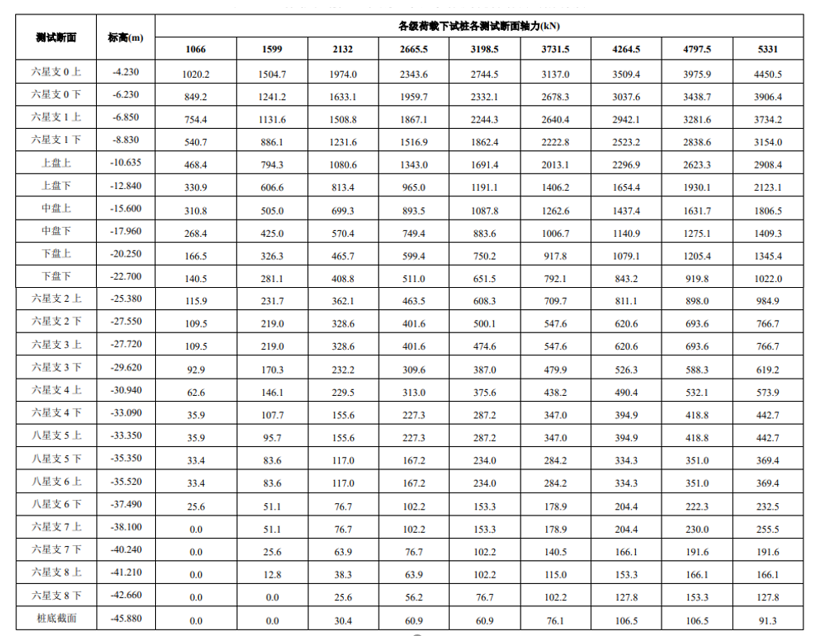 测试断面 标高(m) 各级荷载下试桩各测试断面轴力(kN)
1066 1599 2132 2665.5 3198.5 3731.5 4264.5 4797.5 5331
六星支 0 上 -4.230 1020.2 1504.7 1974.0 2343.6 2744.5 3137.0 3509.4 3975.9 4450.5
六星支 0 下 -6.230 849.2 1241.2 1633.1 1959.7 2332.1 2678.3 3037.6 3438.7 3906.4
六星支 1 上 -6.850 754.4 1131.6 1508.8 1867.1 2244.3 2640.4 2942.1 3281.6 3734.2
六星支 1 下 -8.830 540.7 886.1 1231.6 1516.9 1862.4 2222.8 2523.2 2838.6 3154.0
上盘上 -10.635 468.4 794.3 1080.6 1343.0 1691.4 2013.1 2296.9 2623.3 2908.4
上盘下 -12.840 330.9 606.6 813.4 965.0 1191.1 1406.2 1654.4 1930.1 2123.1
中盘上 -15.600 310.8 505.0 699.3 893.5 1087.8 1262.6 1437.4 1631.7 1806.5
中盘下 -17.960 268.4 425.0 570.4 749.4 883.6 1006.7 1140.9 1275.1 1409.3
下盘上 -20.250 166.5 326.3 465.7 599.4 750.2 917.8 1079.1 1205.4 1345.4
下盘下 -22.700 140.5 281.1 408.8 511.0 651.5 792.1 843.2 919.8 1022.0
六星支 2 上 -25.380 115.9 231.7 362.1 463.5 608.3 709.7 811.1 898.0 984.9
六星支 2 下 -27.550 109.5 219.0 328.6 401.6 500.1 547.6 620.6 693.6 766.7
六星支 3 上 -27.720 109.5 219.0 328.6 401.6 474.6 547.6 620.6 693.6 766.7
六星支 3 下 -29.620 92.9 170.3 232.2 309.6 387.0 479.9 526.3 588.3 619.2
六星支 4 上 -30.940 62.6 146.1 229.5 313.0 375.6 438.2 490.4 532.1 573.9
六星支 4 下 -33.090 35.9 107.7 155.6 227.3 287.2 347.0 394.9 418.8 442.7
八星支 5 上 -33.350 35.9 95.7 155.6 227.3 287.2 347.0 394.9 418.8 442.7
八星支 5 下 -35.350 33.4 83.6 117.0 167.2 234.0 284.2 334.3 351.0 369.4
八星支 6 上 -35.520 33.4 83.6 117.0 167.2 234.0 284.2 334.3 351.0 369.4
八星支 6 下 -37.490 25.6 51.1 76.7 102.2 153.3 178.9 204.4 222.3 232.5
六星支 7 上 -38.100 0.0 51.1 76.7 102.2 153.3 178.9 204.4 230.0 255.5
六星支 7 下 -40.240 0.0 25.6 63.9 76.7 102.2 140.5 166.1 191.6 191.6
六星支 8 上 -41.210 0.0 12.8 38.3 63.9 102.2 115.0 153.3 166.1 166.1
六星支 8 下 -42.660 0.0 0.0 25.6 56.2 76.7 102.2 127.8 153.3 127.8
桩底截面 -45.880 0.0 0.0 30.4 60.9 60.9 76.1 106.5 106.5 91.3